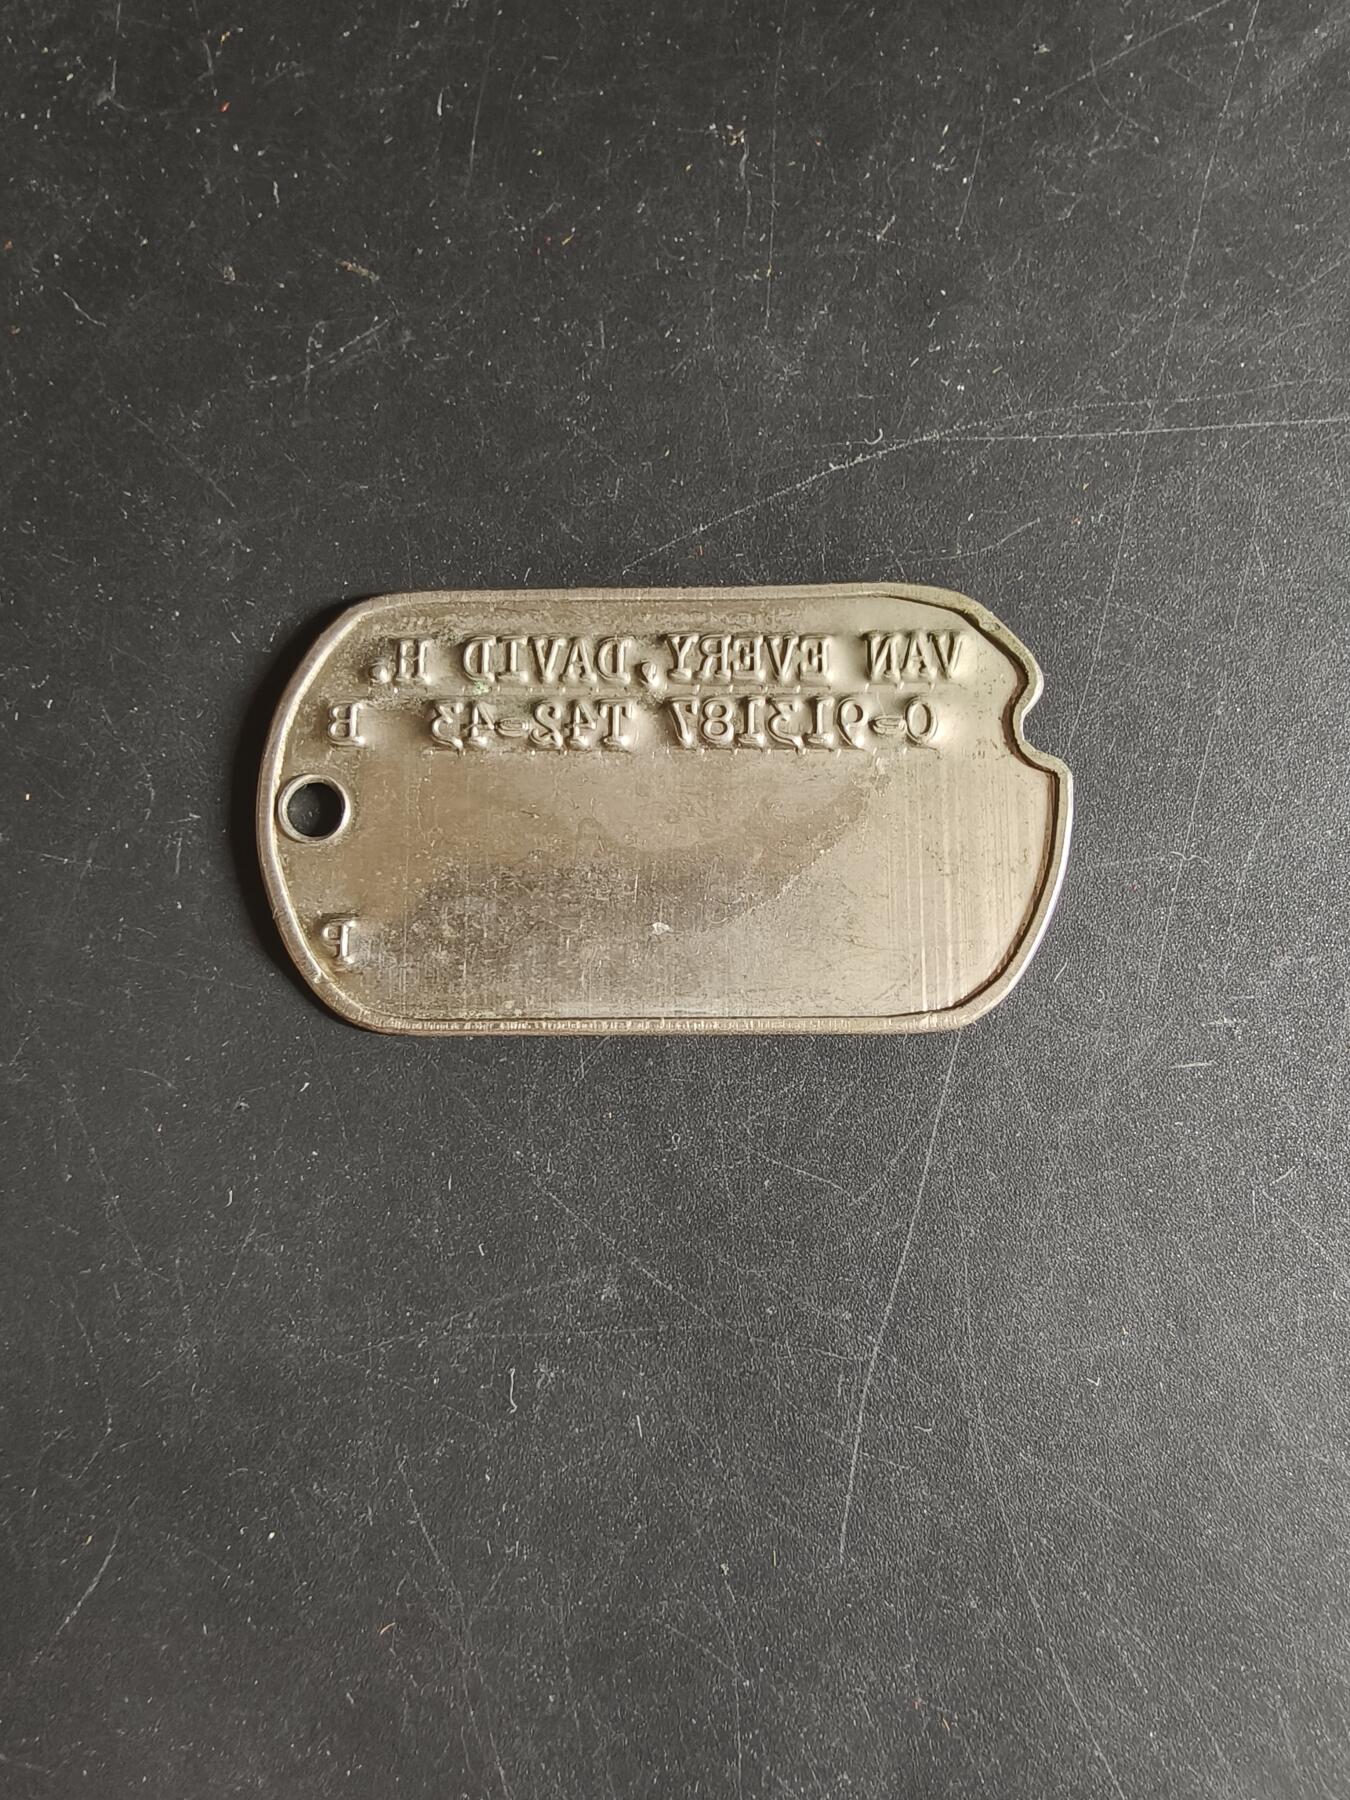 VAN EVERY,DAVID H.
O-913187 T42-43 B
P